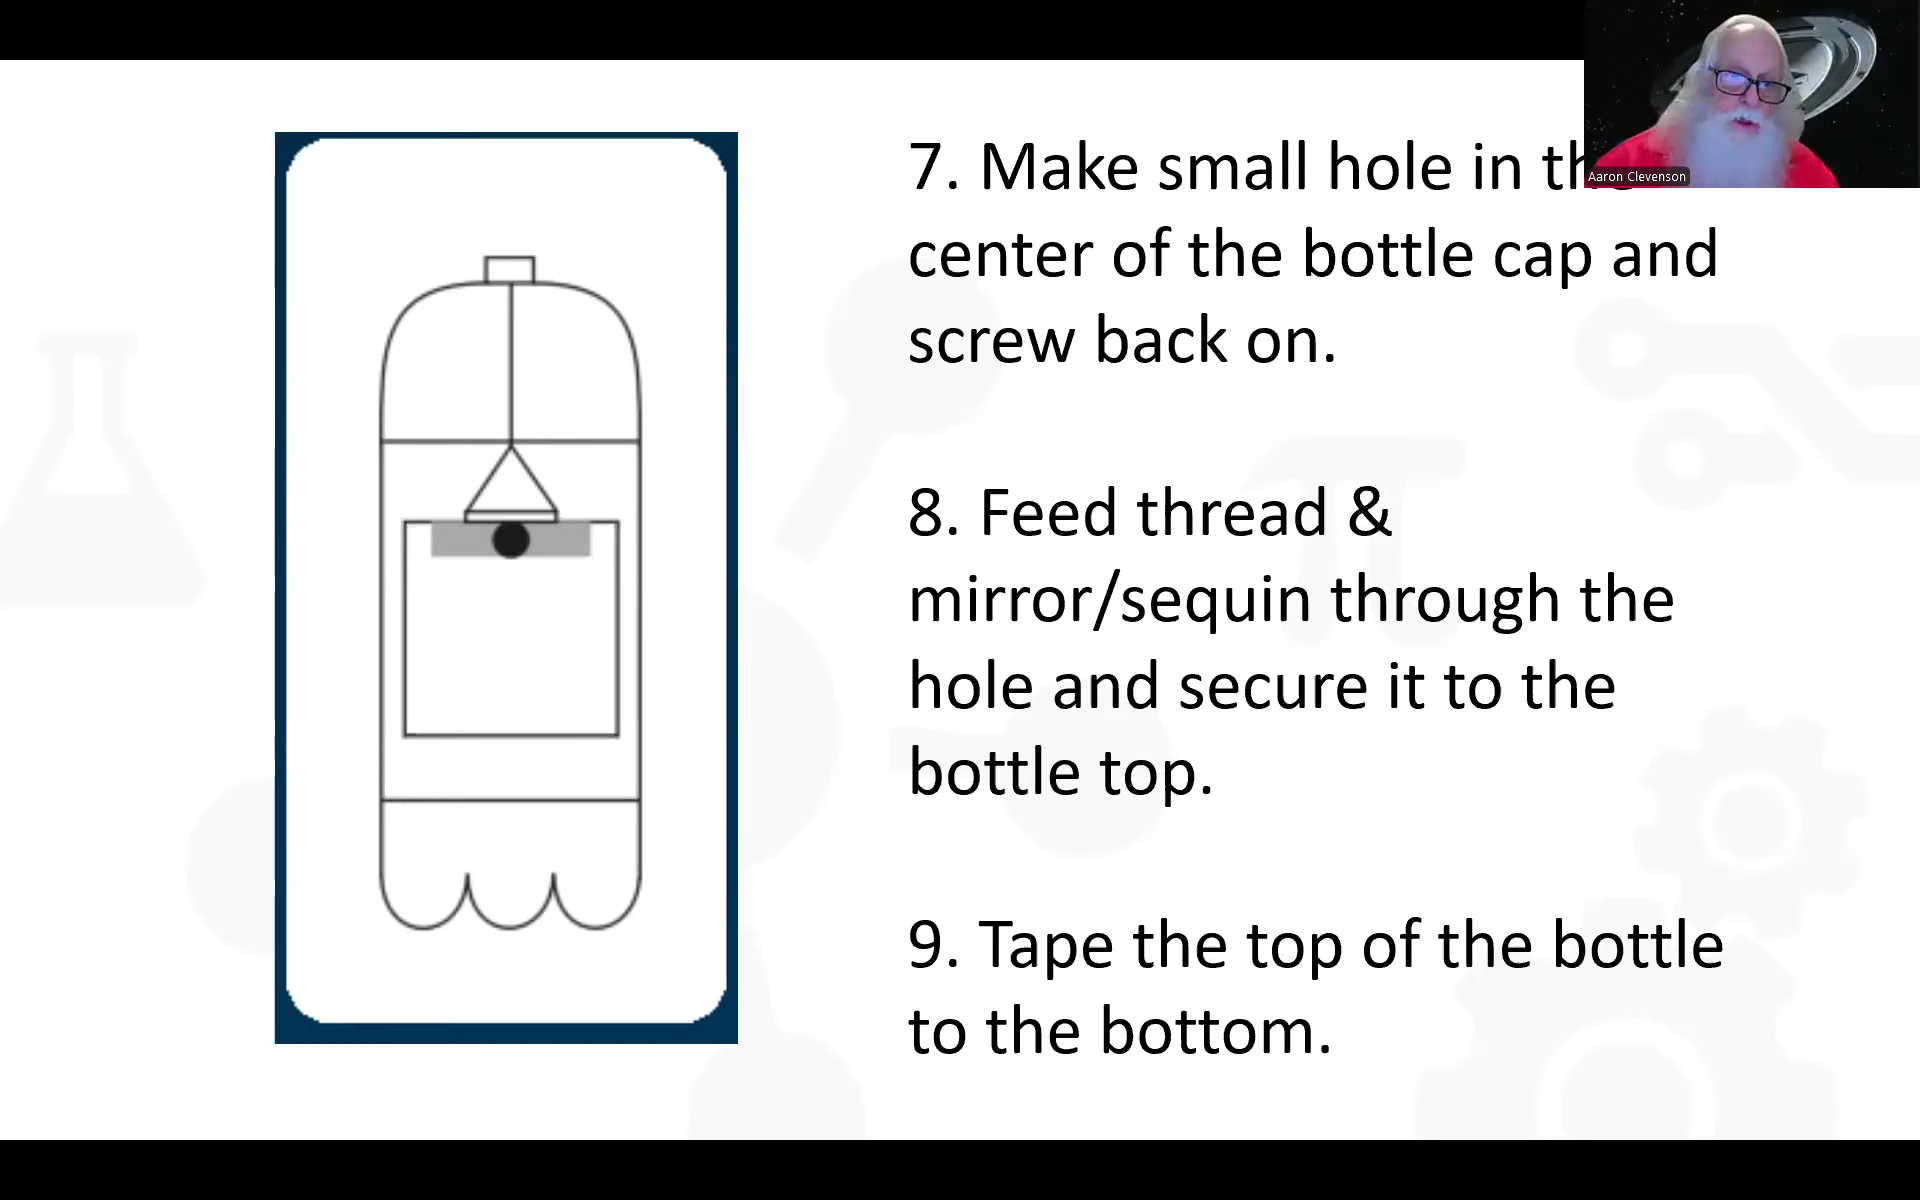 7. Make small hole in
center of the bottle cap and
screw back on.
8. Feed thread &
mirror/sequin through the
hole and secure it to the
bottle top.
9. Tape the top of the bottle
to the bottom.
Aaron Clevenson